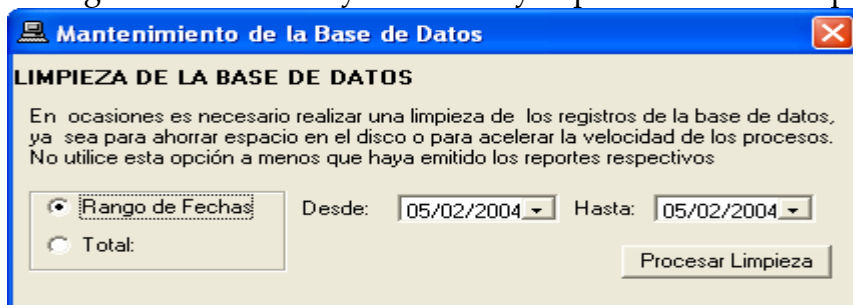 Mantenimiento de la Base de Datos
LIMPIEZA DE LA BASE DE DATOS
En ocasiones es necesario realizar una limpieza de los registros de la base de datos,
ya sea para ahorrar espacio en el disco o para acelerar la velocidad de los procesos.
No utilice esta opción a menos que haya emitido los reportes respectivos
Rango de Fechas Desde: 05/02/2004 Hasta: 05/02/2004
Total:
Procesar Limpieza